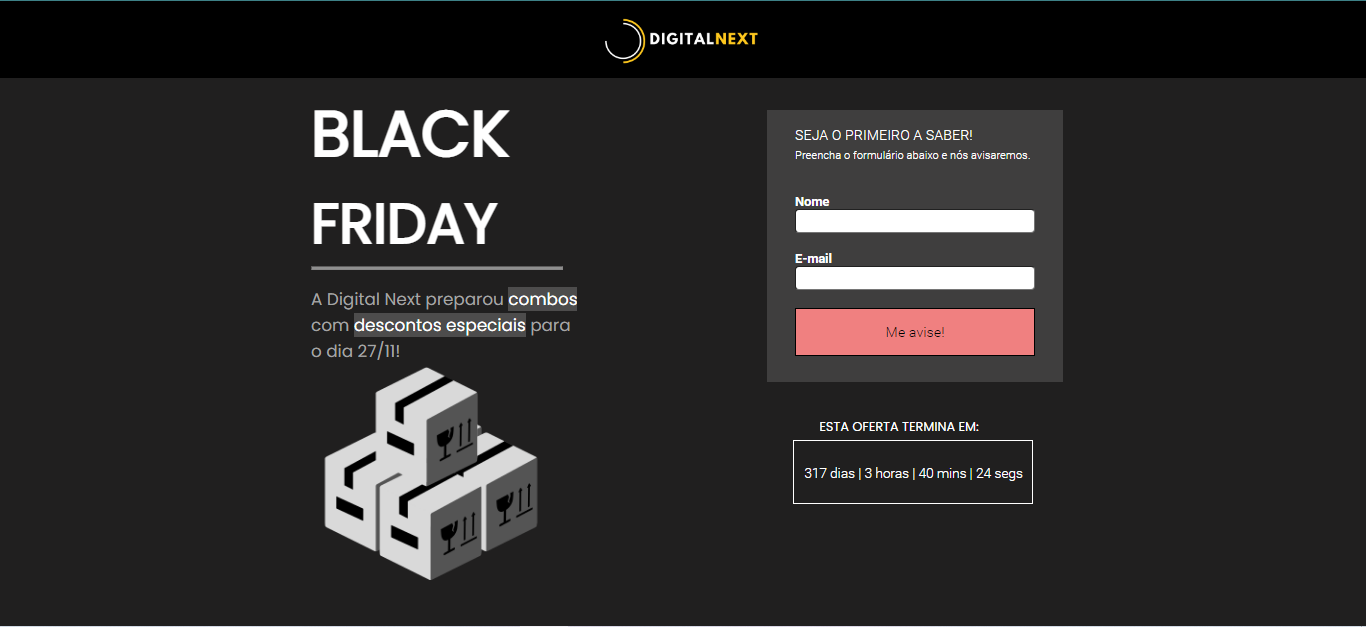 DIGITALNEXT
BLACK
FRIDAY
A Digital Next preparou combos
com descontos especiais para
o dia 27/11!
SEJA O PRIMEIRO A SABER!
Preencha o formulário abaixo e nós avisaremos.
Nome
E-mail
Me avise!
ESTA OFERTA TERMINA EM:
317 dias | 3 horas | 40 mins | 24 segs